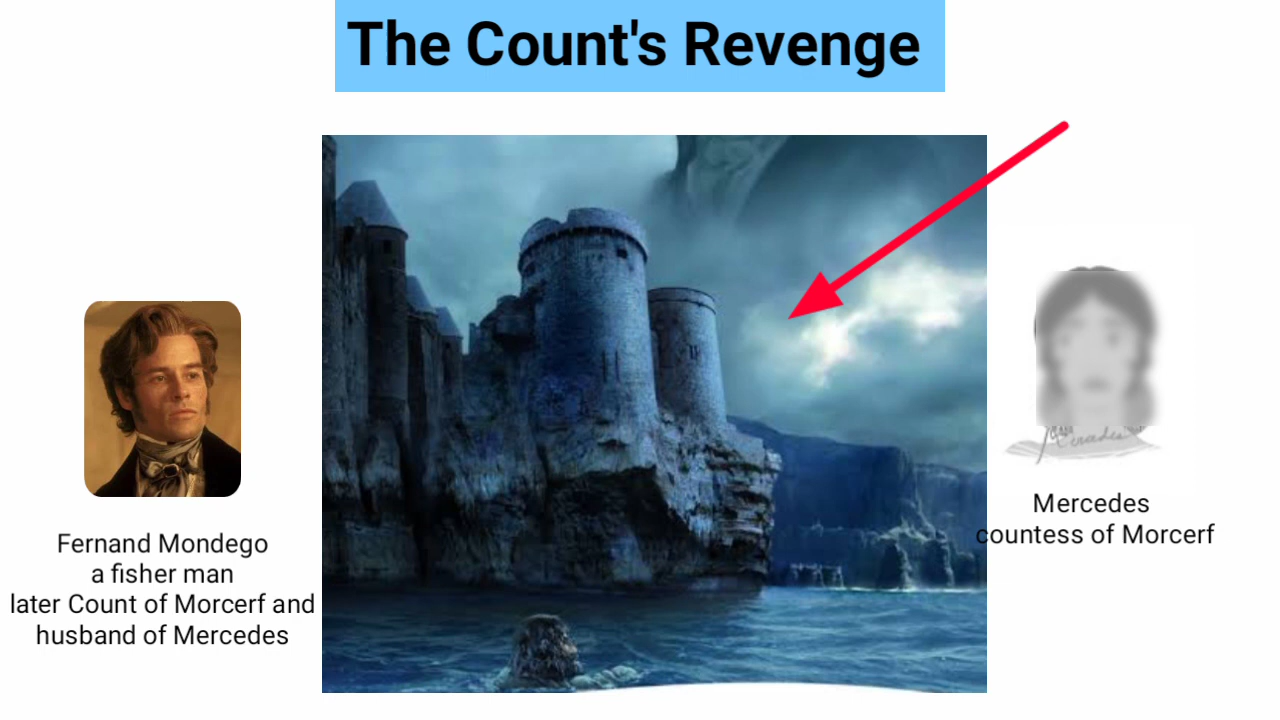 The Count's Revenge
Fernand Mondego
a fisher man
later Count of Morcerf and
husband of Mercedes
Mercedes
countess of Morcerf